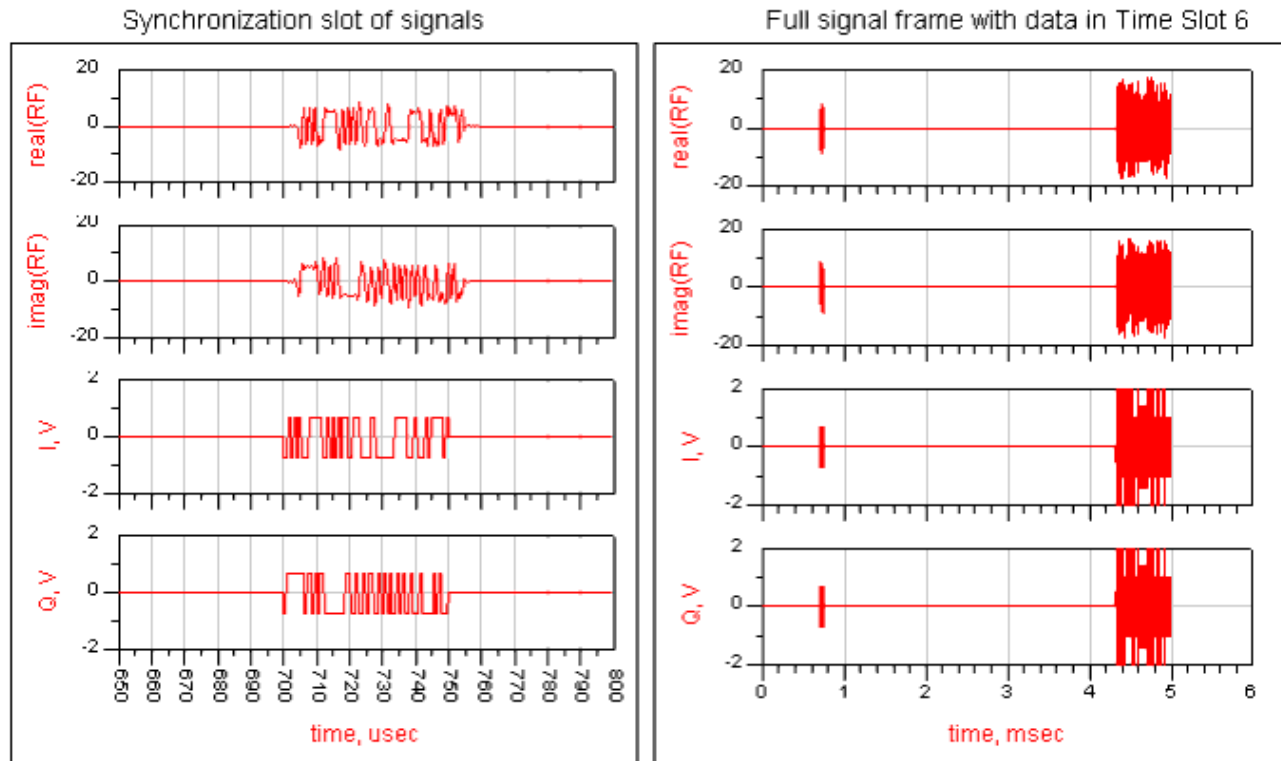 Synchronization slot of signals
real(RF)
20
0
-20
imag(RF)
20
0
-20
I, V
2
0
-2
Q, V
2
0
-2
650 660 670 680 690 700 710 720 730 740 750 760 770 780 790 800
time, usec
Full signal frame with data in Time Slot 6
real(RF)
20
0
-20
imag(RF)
20
0
-20
I, V
2
0
-2
Q, V
2
0
-2
0 1 2 3 4 5 6
time, msec